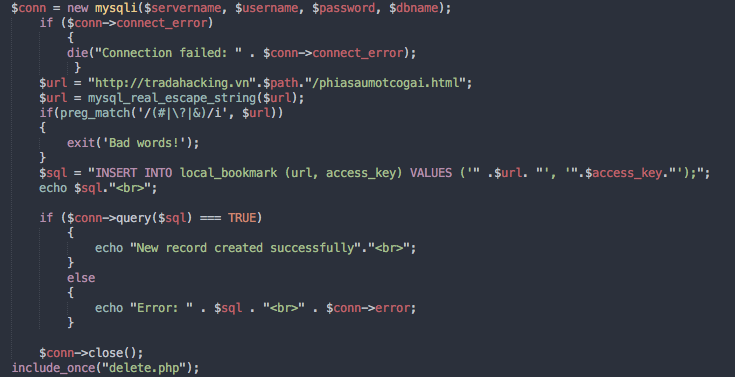 $conn = new mysqli($servername, $username, $password, $dbname);
if ($conn->connect_error)
{
die("Connection failed: " . $conn->connect_error);
}
$url = "http://tradahacking.vn".$path."/phiasaumotcogai.html";
$url = mysql_real_escape_string($url);
if(preg_match('/(#|\?|&)/i', $url))
{
exit('Bad words!');
}
$sql = "INSERT INTO local_bookmark (url, access_key) VALUES ('" .$url. "', '".$access_key."');";
echo $sql."<br>";
if ($conn->query($sql) === TRUE)
{
echo "New record created successfully"."<br>";
}
else
{
echo "Error: " . $sql . "<br>" . $conn->error;
}
$conn->close();
include_once("delete.php");